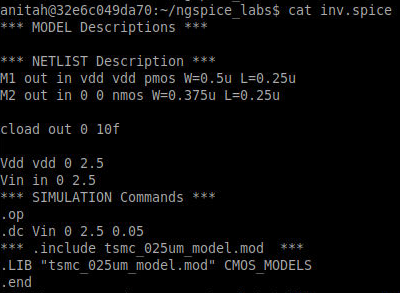 anitah@32e6c049da70:~/ngspice_labs$ cat inv.spice
*** MODEL Descriptions ***
*** NETLIST Description ***
M1 out in vdd vdd pmos W=0.5u L=0.25u
M2 out in 0 0 nmos W=0.375u L=0.25u
cload out 0 10f
Vdd vdd 0 2.5
Vin in 0 2.5
*** SIMULATION Commands ***
.op
.dc Vin 0 2.5 0.05
*** .include tsmc_025um_model.mod  ***
.LIB "tsmc_025um_model.mod" CMOS_MODELS
.end